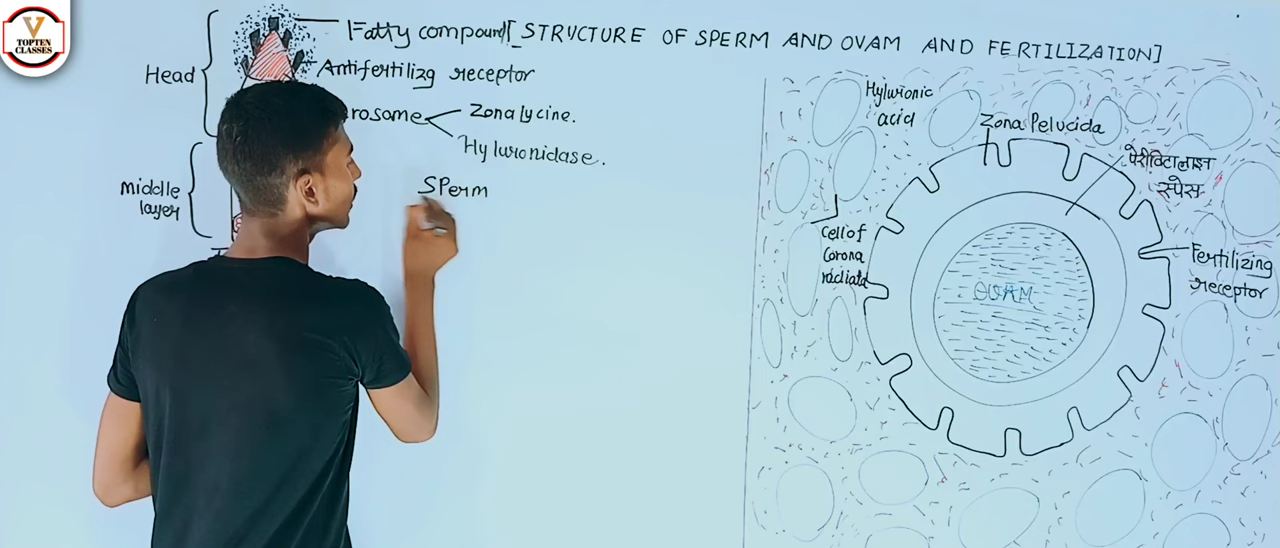 V
TOPTEN
CLASSES
Fatty compound [STRUCTURE OF SPERM AND OVAM AND FERTILIZATION]
Head
Antifertilizg receptor
rosome
Zonalycine.
Hyluronidase.
middle
layer
SPerm
Hylurionic
acid
Zona Pelucida
पेरीविटालाइन
स्पेस
Cell of
Corona
radiata
Fertilizing
receptor
OVAM